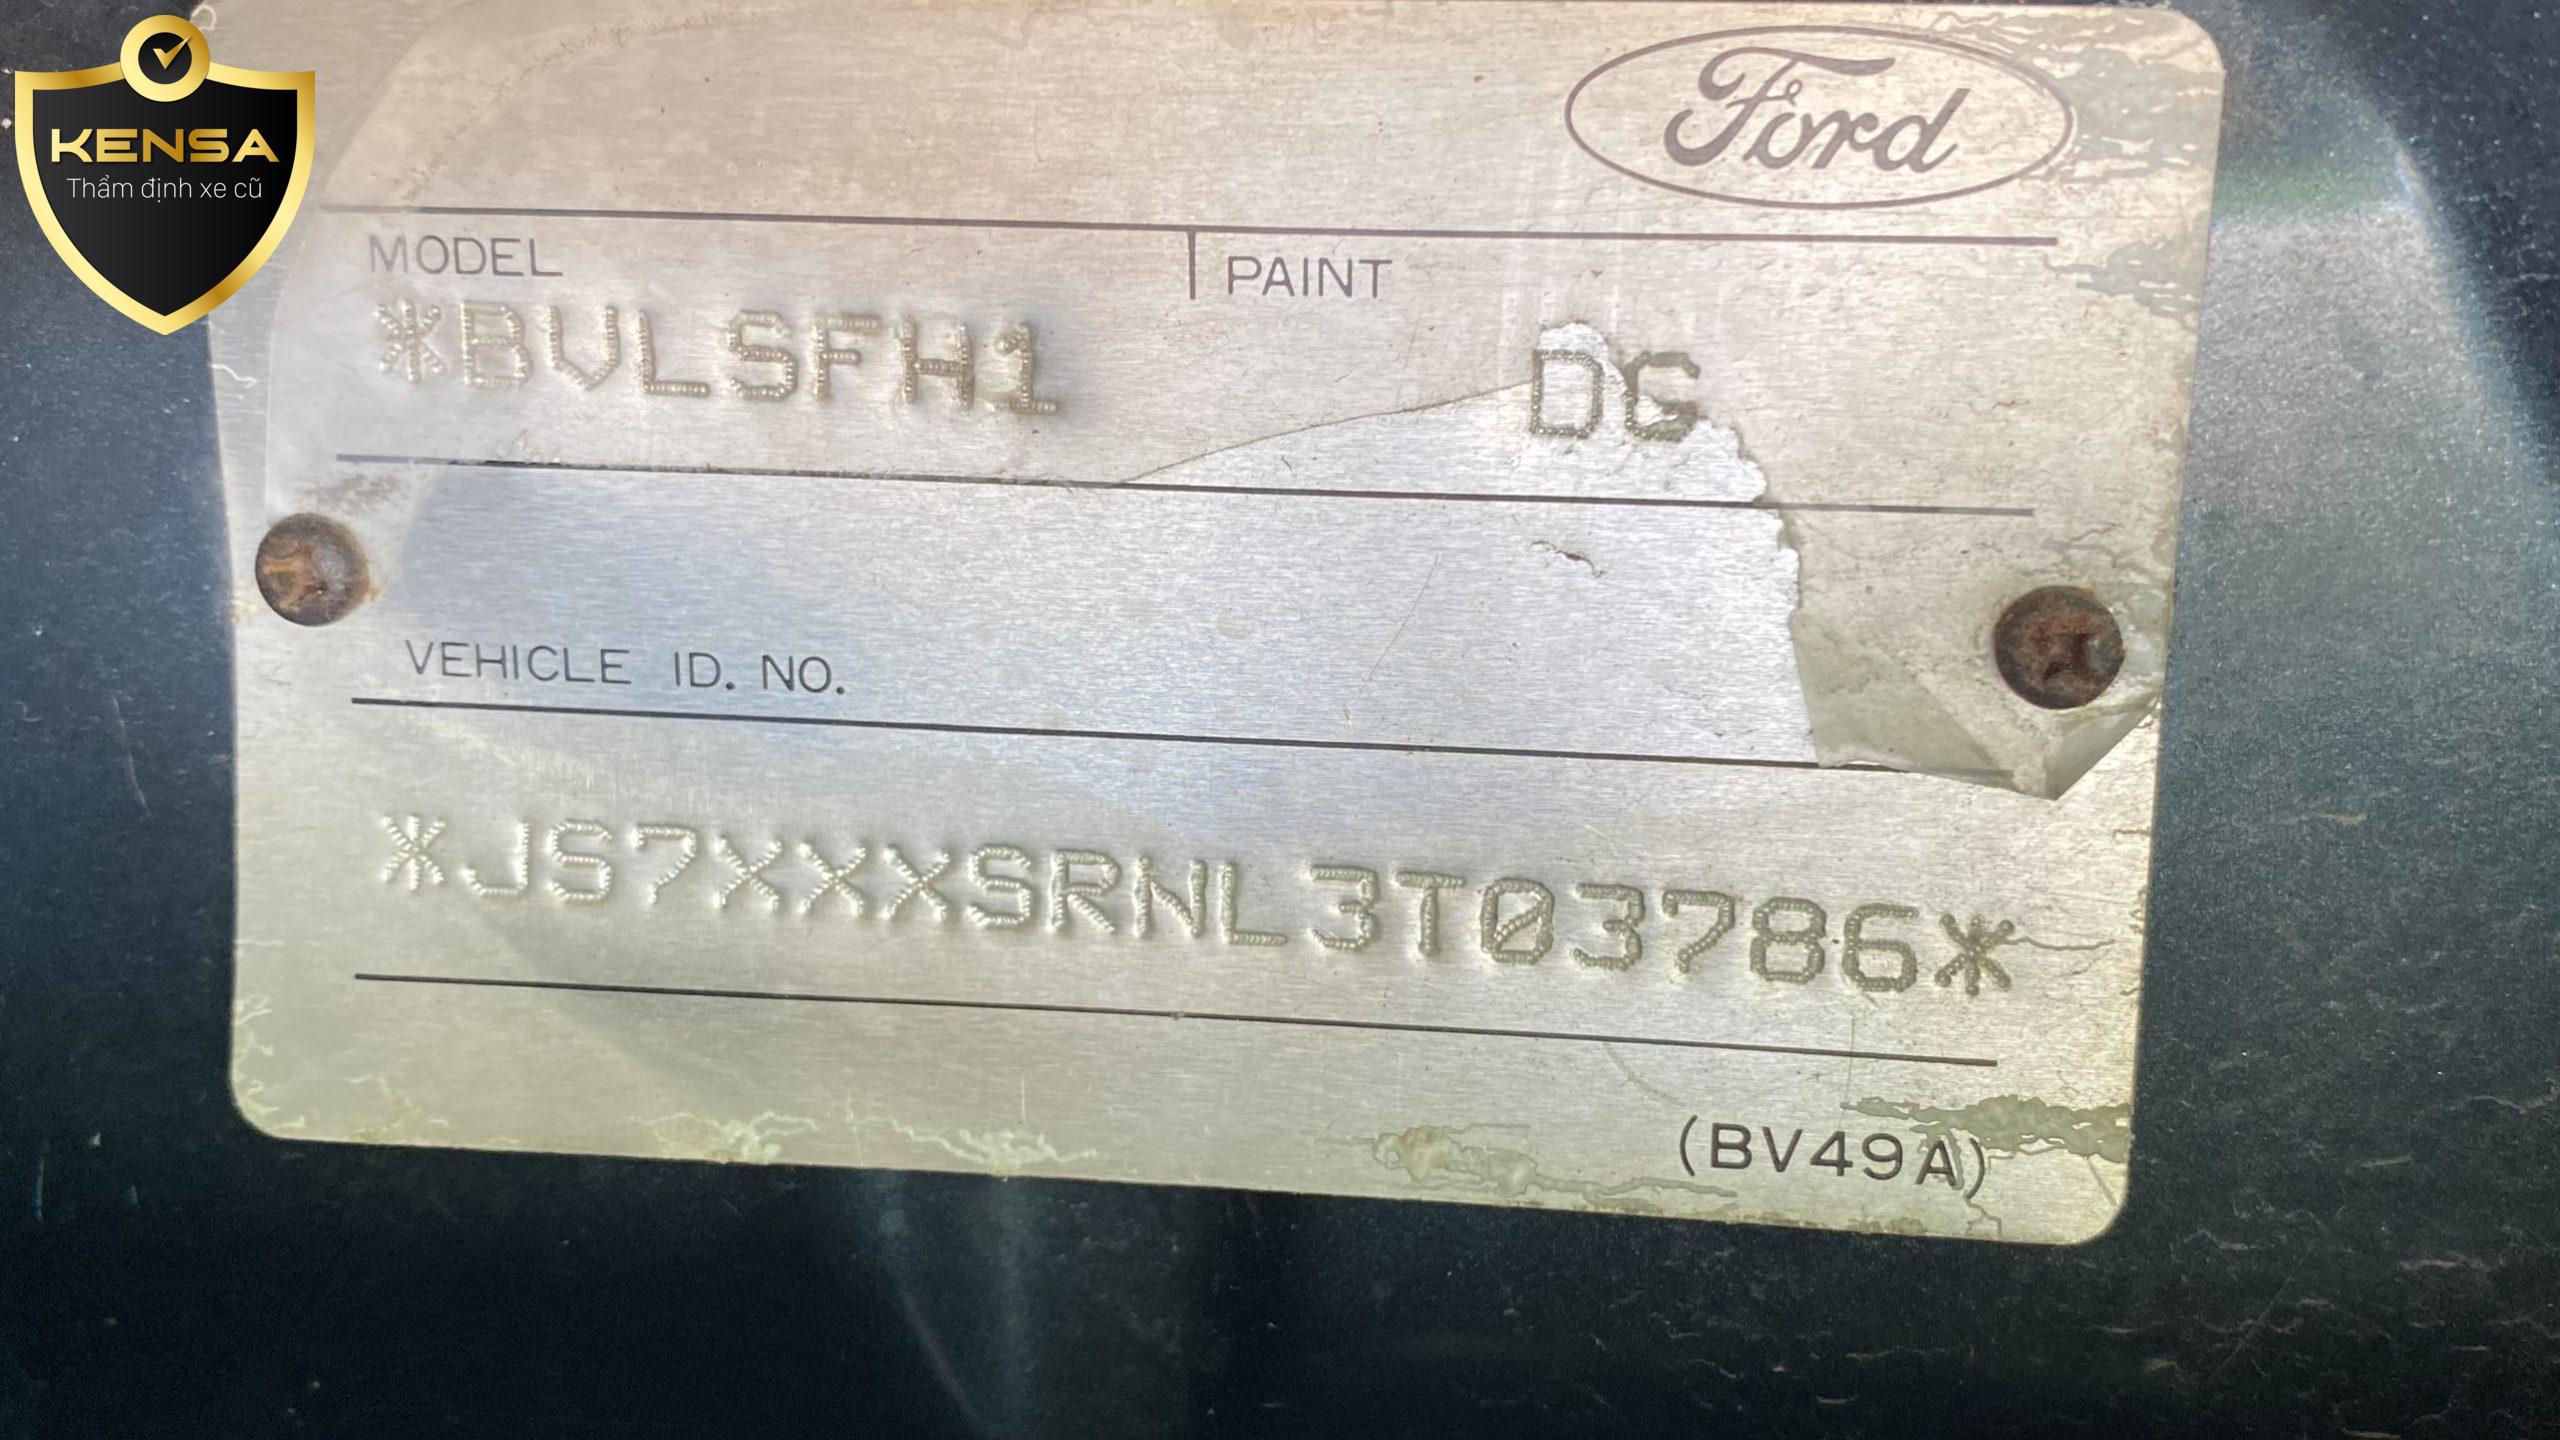 KENSA
Thẩm định xe cũ
Ford
MODEL PAINT
*BVLSFH1 DG
VEHICLE ID. NO.
*JS7XXXSRNL3T03786*
(BV49A)